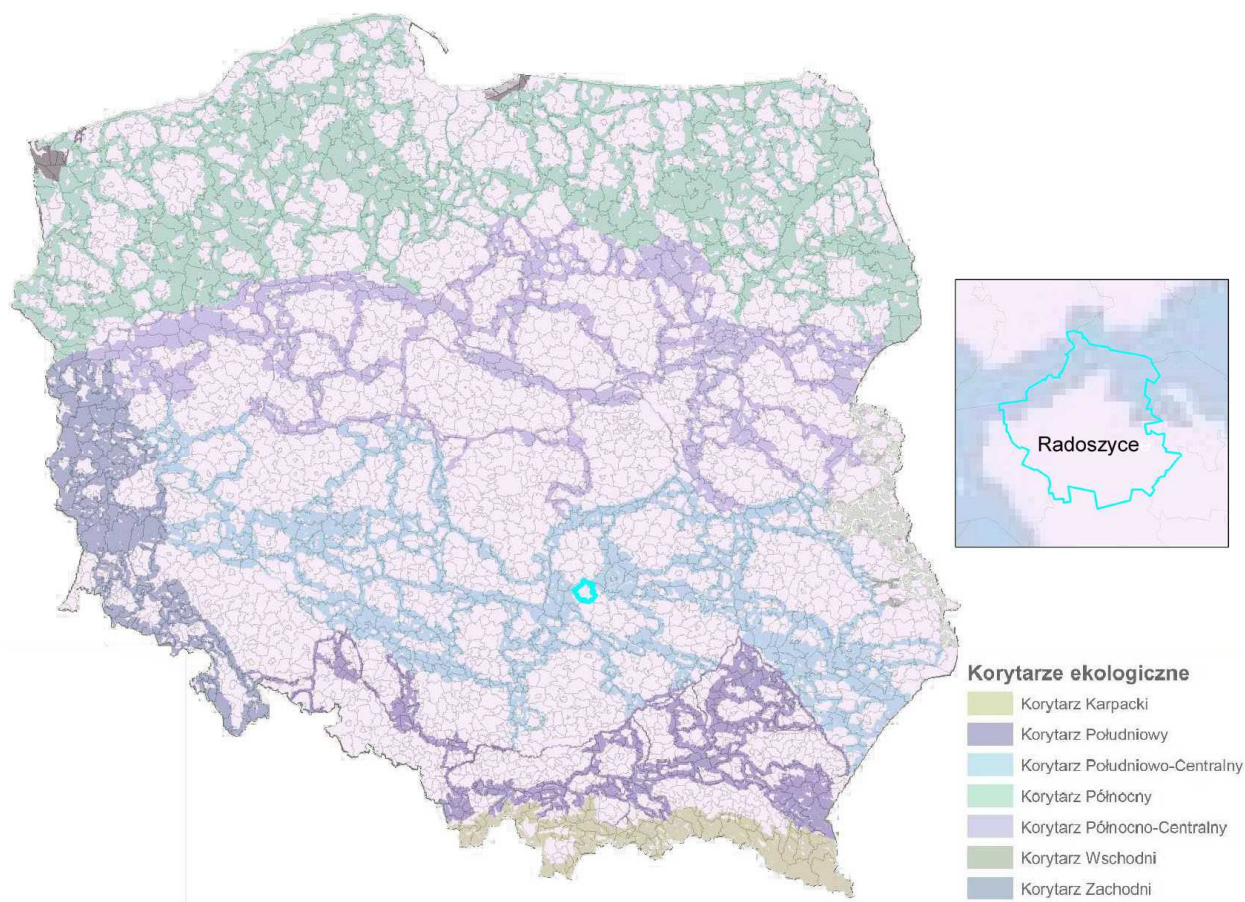 Radoszyce
Korytarze ekologiczne
Korytarz Karpacki
Korytarz Południowy
Korytarz Południowo-Centralny
Korytarz Północny
Korytarz Północno-Centralny
Korytarz Wschodni
Korytarz Zachodni